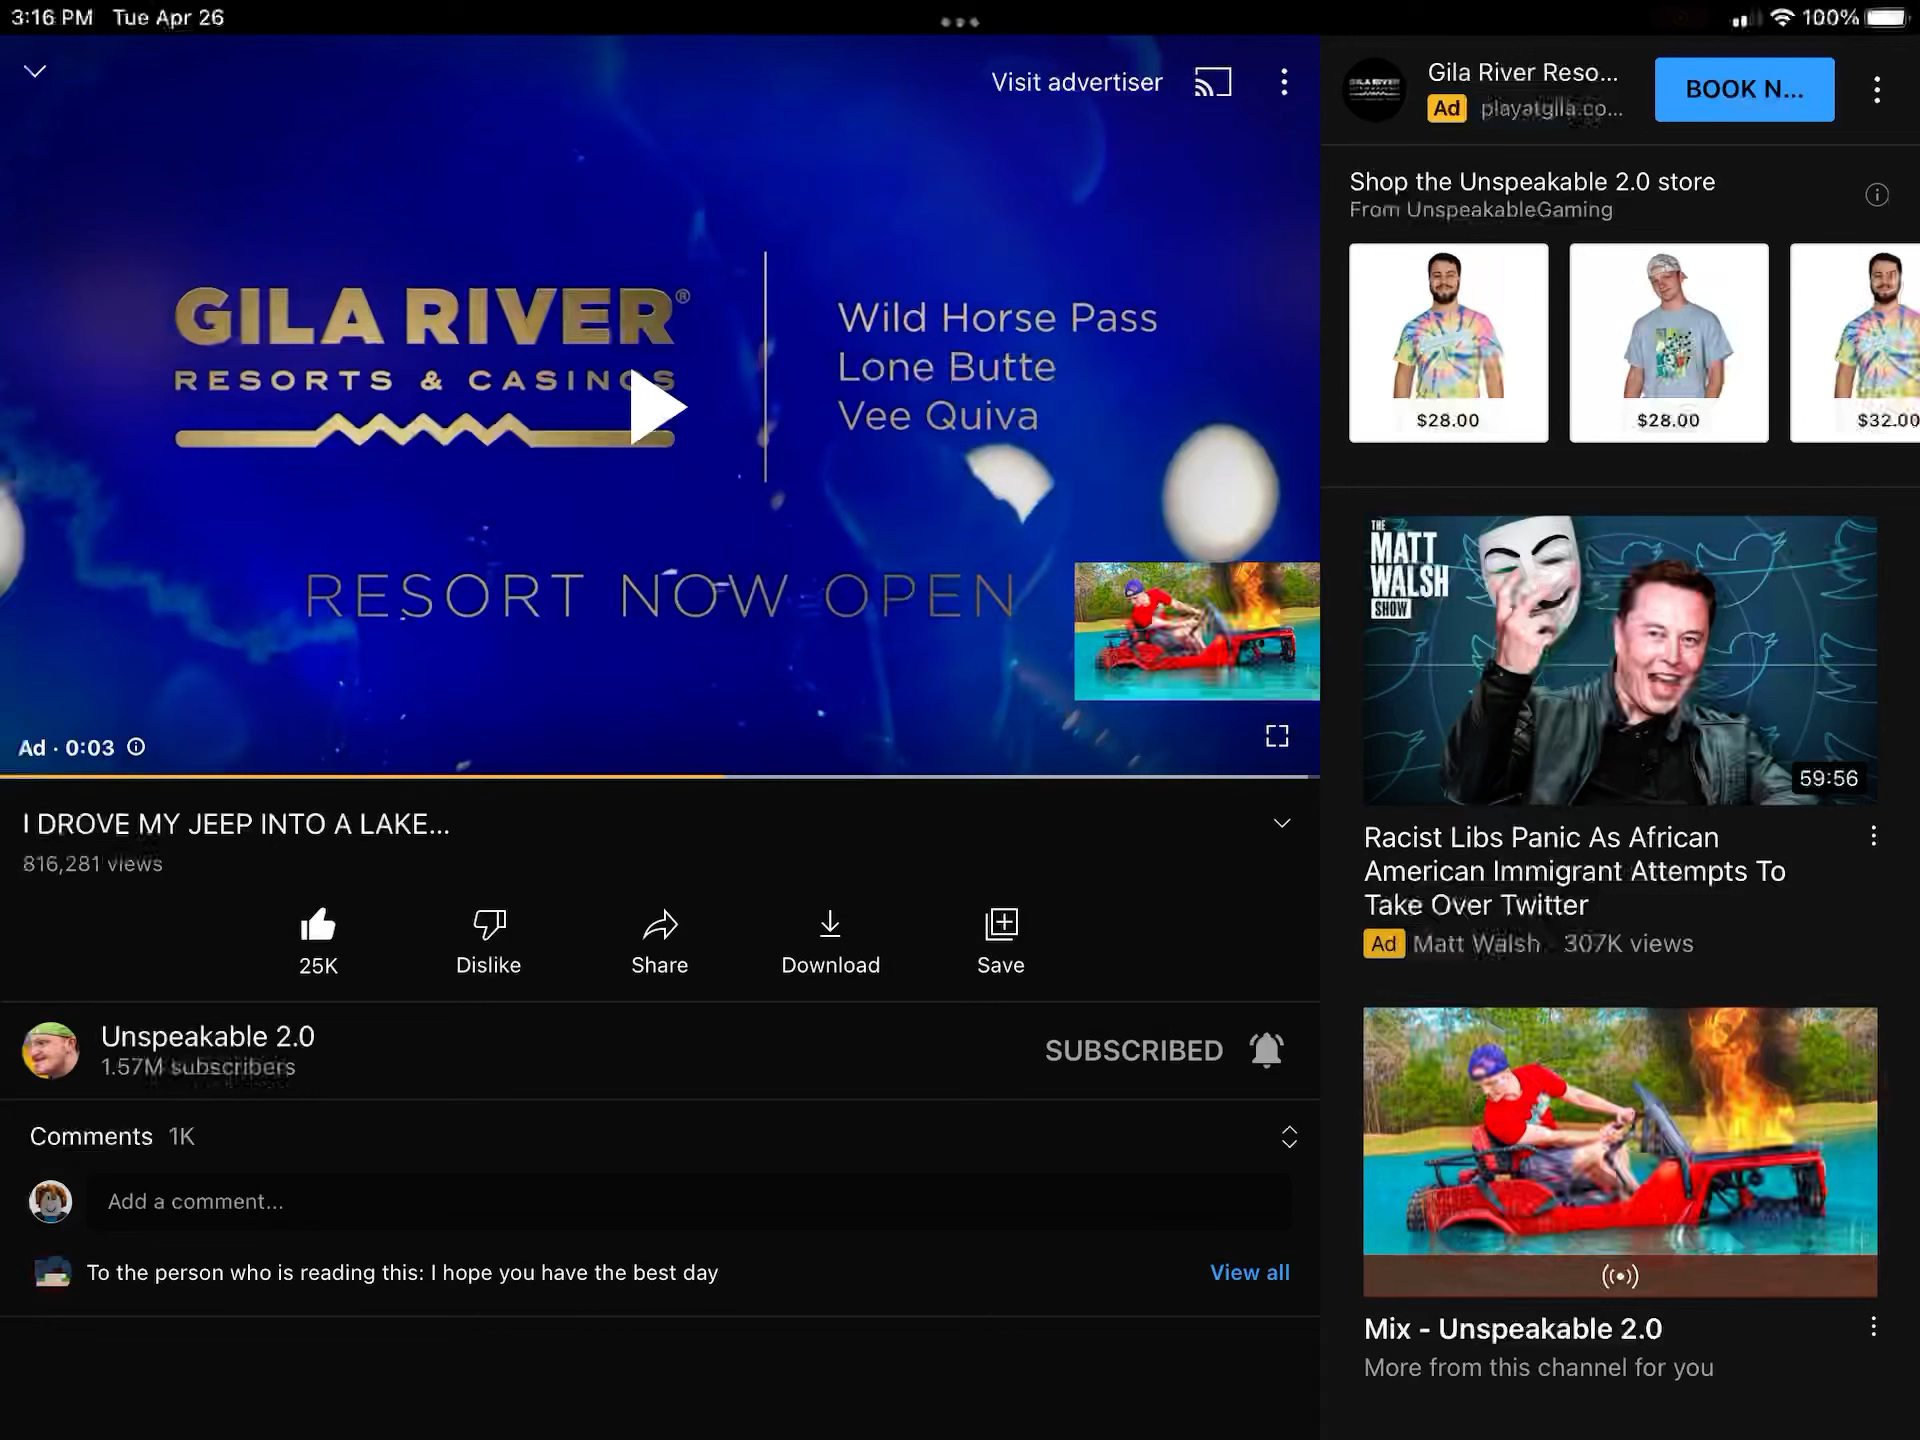 3:16 PM Tue Apr 26
100%
Visit advertiser
GILA RIVER®
RESORTS & CASINOS
Wild Horse Pass
Lone Butte
Vee Quiva
RESORT NOW OPEN
Ad · 0:03
I DROVE MY JEEP INTO A LAKE...
816,281 views
25K
Dislike
Share
Download
Save
Unspeakable 2.0
1.57M subscribers
SUBSCRIBED
Comments 1K
Add a comment...
To the person who is reading this: I hope you have the best day
View all
Gila River Reso...
Ad playatgila.co...
BOOK N...
Shop the Unspeakable 2.0 store
From UnspeakableGaming
$28.00
$28.00
$32.00
THE
MATT
WALSH
SHOW
59:56
Racist Libs Panic As African
American Immigrant Attempts To
Take Over Twitter
Ad Matt Walsh 307K views
Mix - Unspeakable 2.0
More from this channel for you